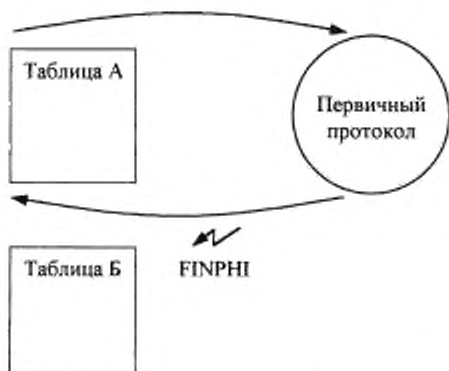 Таблица А
Первичный
протокол
Таблица Б
FINPHI